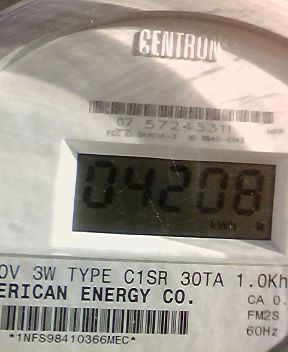 CENTRON
07 57245311
04208
kWh
0V 3W TYPE C1SR 30TA 1.0Kh
ERICAN ENERGY CO.
CA 0.
FM2S
60Hz
*1NFS98410366MEC*